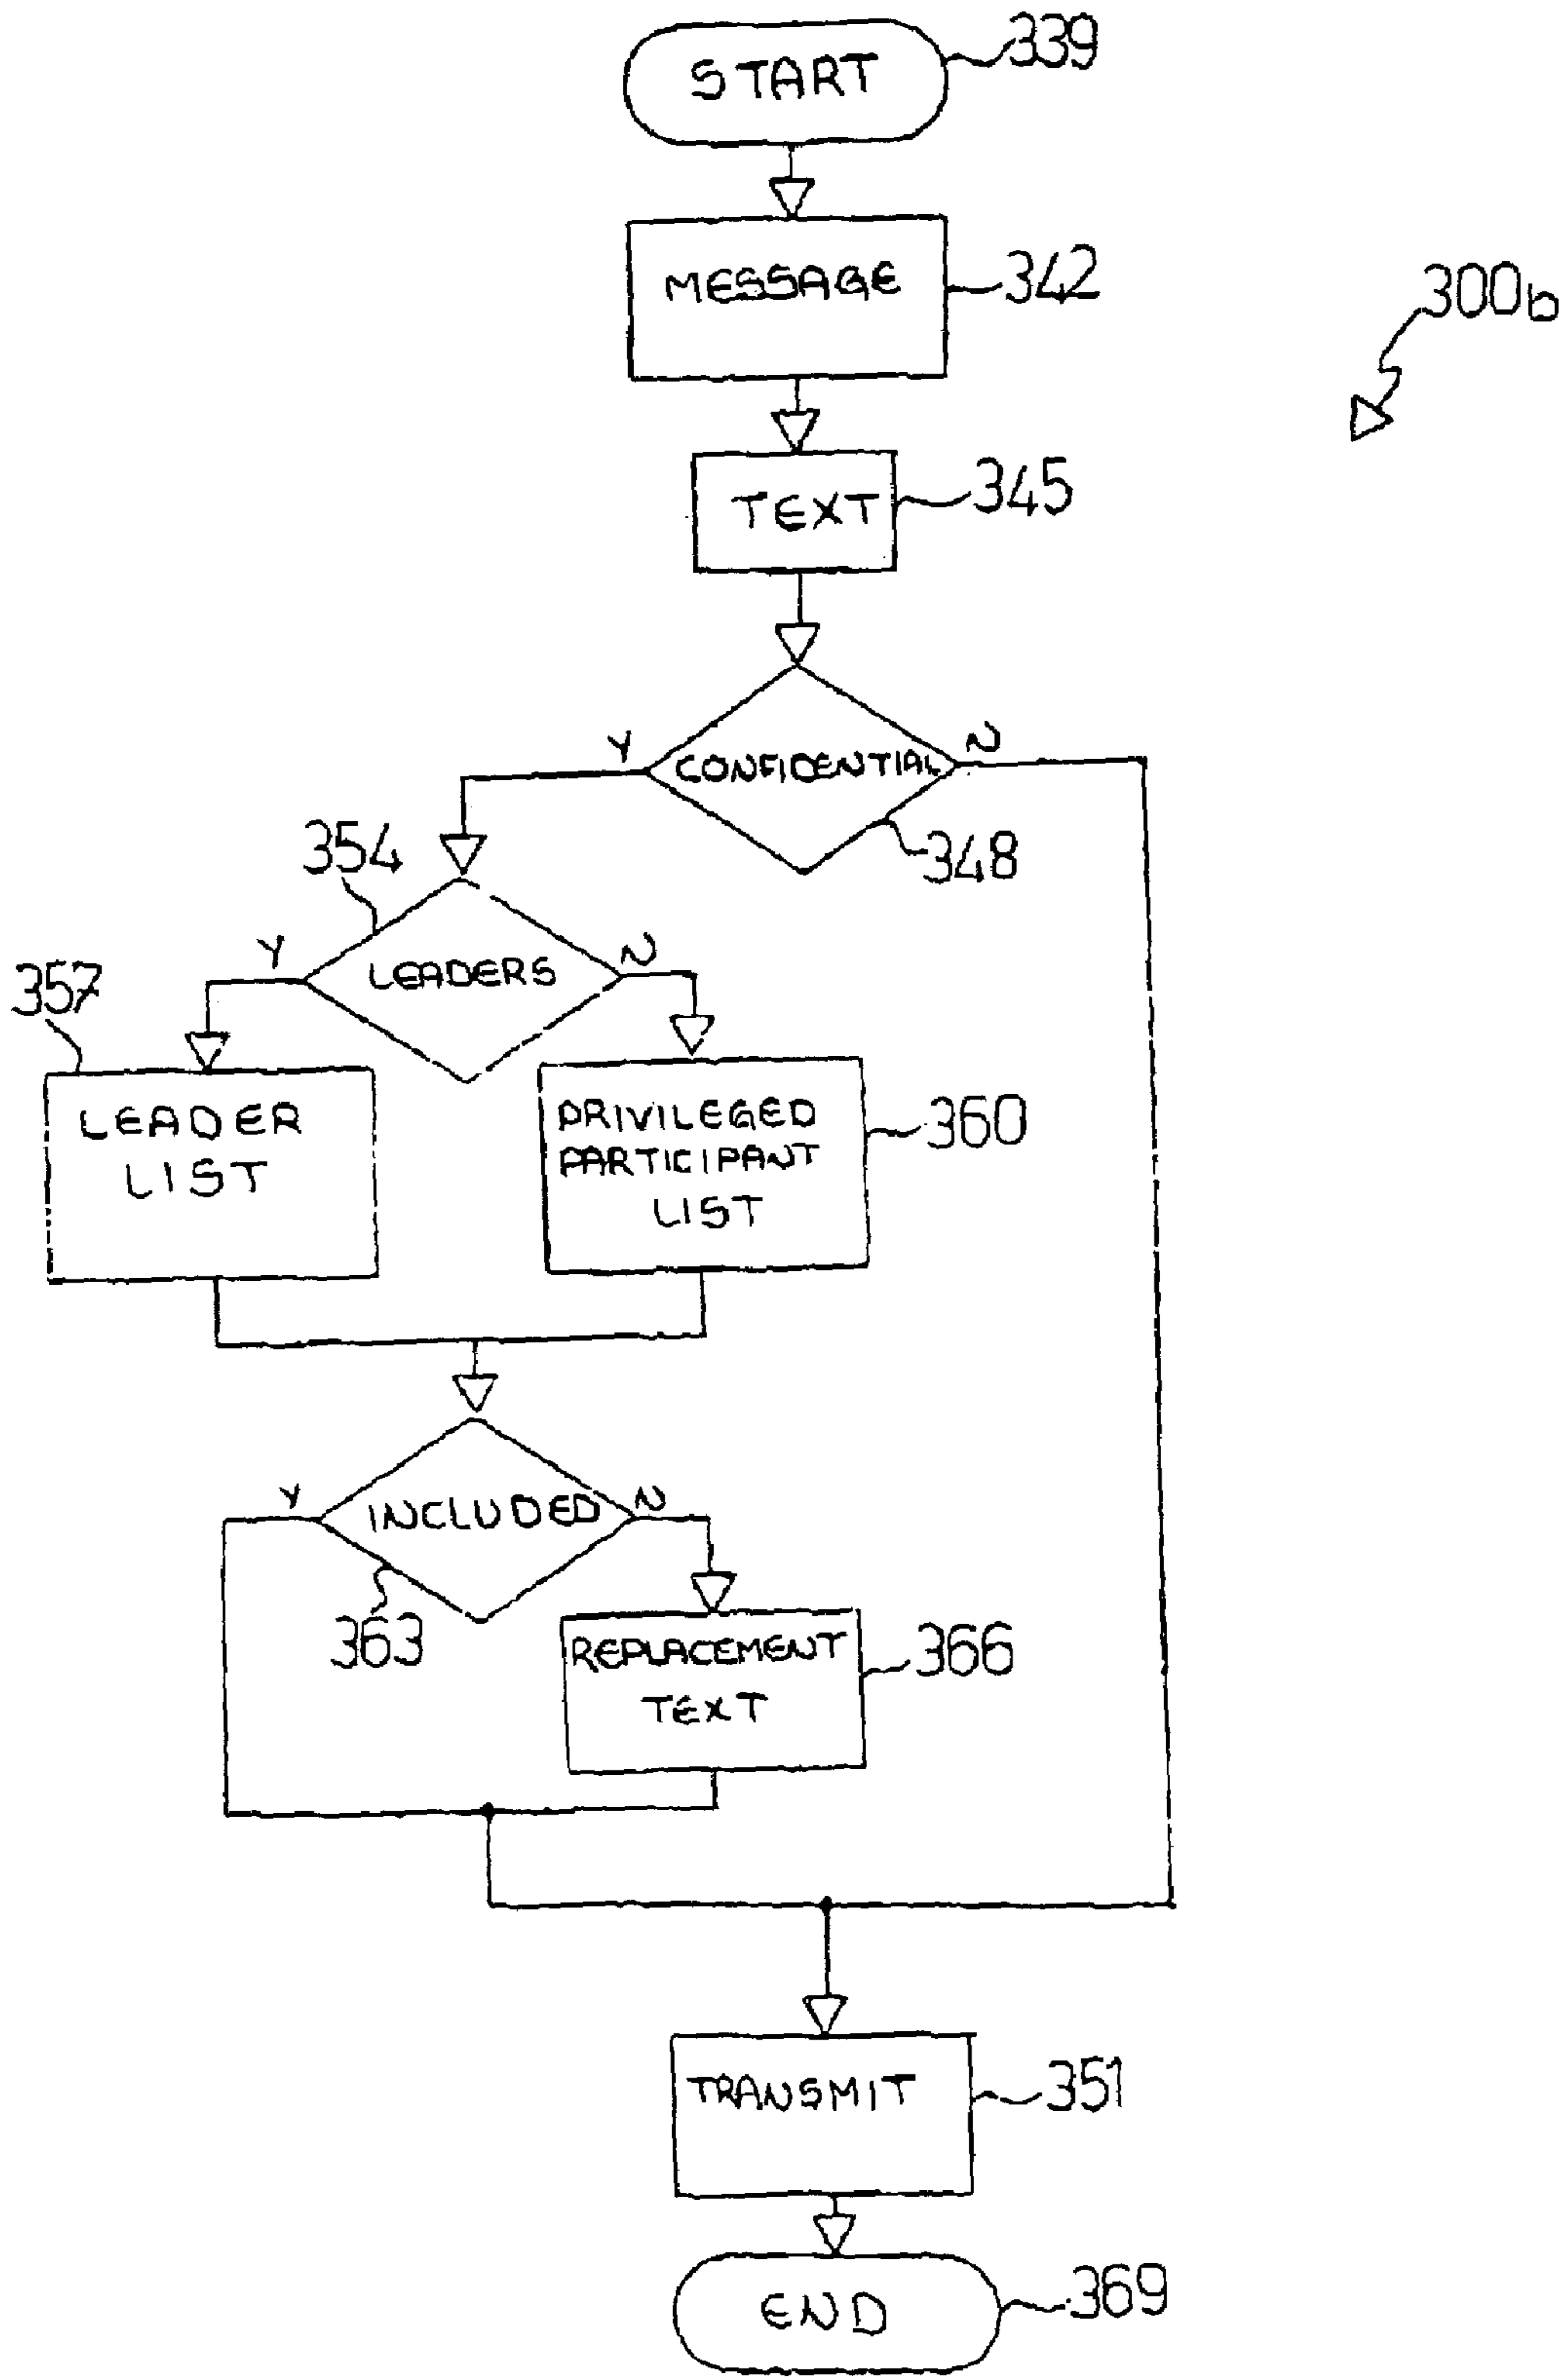 START
339
MESSAGE
342
300b
TEXT
345
Y
CONFIDENTIAL
N
348
354
Y
LEADERS
N
357
LEADER
LIST
PRIVILEGED
PARTICIPANT
LIST
360
Y
INCLUDED
N
363
REPLACEMENT
TEXT
366
TRANSMIT
351
END
369